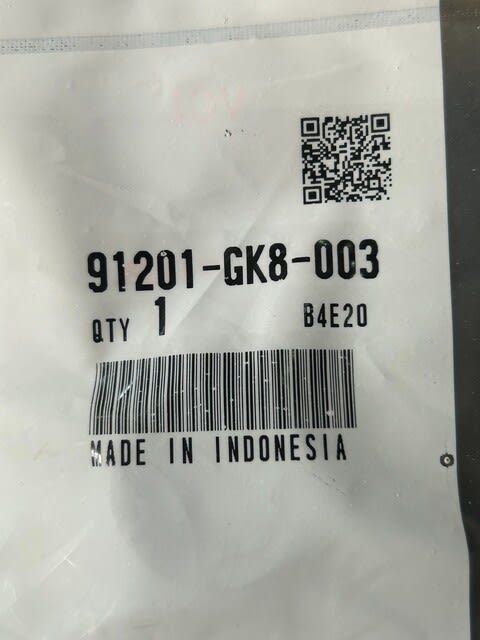 91201-GK8-003
QTY 1 B4E20
MADE IN INDONESIA